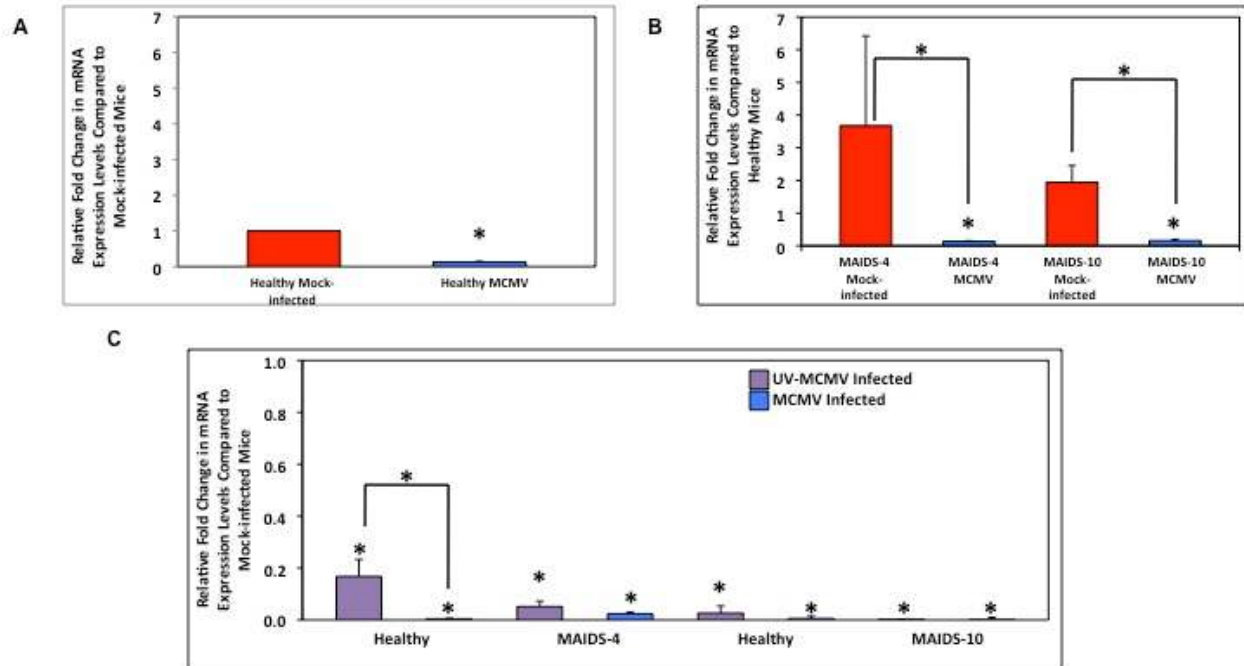 A
Relative Fold Change in mRNA
Expression Levels Compared to
Mock-infected Mice
7
6
5
4
3
2
1
0
*
Healthy Mock-
infected
Healthy MCMV
B
Relative Fold Change in mRNA
Expression Levels Compared to
Healthy Mice
7
6
5
4
3
2
1
0
*
*
*
*
MAIDS-4
Mock-
infected
MAIDS-4
MCMV
MAIDS-10
Mock-
infected
MAIDS-10
MCMV
C
Relative Fold Change in mRNA
Expression Levels Compared to
Mock-infected Mice
1.0
0.8
0.6
0.4
0.2
0.0
UV-MCMV Infected
MCMV Infected
*
*
*
*
*
*
*
*
*
Healthy
MAIDS-4
Healthy
MAIDS-10